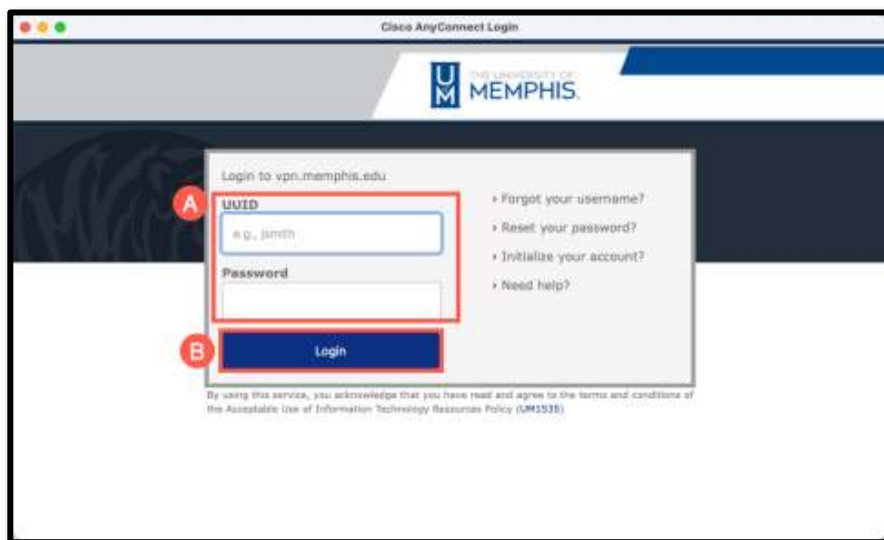 Cisco AnyConnect Login
UM
THE UNIVERSITY OF
MEMPHIS.
Login to vpn.memphis.edu
A
UUID
e.g., jsmith
Password
B
Login
› Forgot your username?
› Reset your password?
› Initialize your account?
› Need help?
By using this service, you acknowledge that you have read and agree to the terms and conditions of
the Acceptable Use of Information Technology Resources Policy (UM1535)